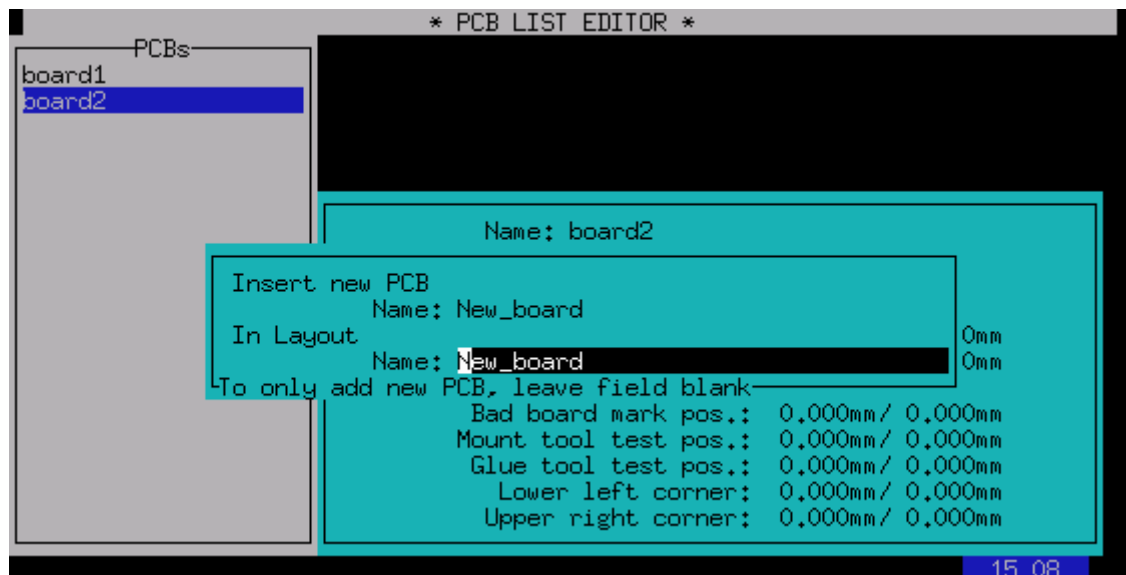 * PCB LIST EDITOR *
PCBs
board1
board2
Name: board2
Insert new PCB
Name: New_board
In Layout
0mm
Name: New_board
0mm
To only add new PCB, leave field blank
Bad board mark pos.: 0.000mm/ 0.000mm
Mount tool test pos.: 0.000mm/ 0.000mm
Glue tool test pos.: 0.000mm/ 0.000mm
Lower left corner: 0.000mm/ 0.000mm
Upper right corner: 0.000mm/ 0.000mm
15 08